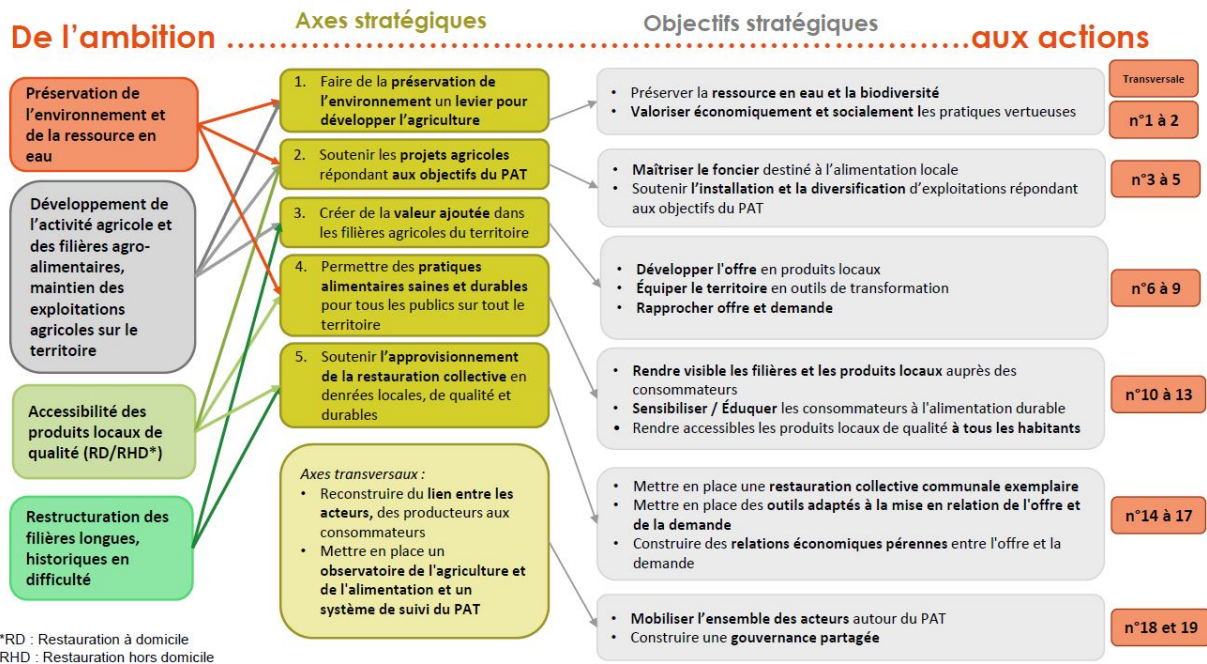 Axes stratégiques
Objectifs stratégiques
De l'ambition ........................................................................aux actions
Préservation de
l'environnement et
de la ressource en
eau
Développement de
l'activité agricole et
des filières agro-
alimentaires,
maintien des
exploitations
agricoles sur le
territoire
Accessibilité des
produits locaux de
qualité (RD/RHD*)
Restructuration des
filières longues,
historiques en
difficulté
*RD : Restauration à domicile
RHD : Restauration hors domicile
1. Faire de la préservation de
l'environnement un levier pour
développer l'agriculture
2. Soutenir les projets agricoles
répondant aux objectifs du PAT
3. Créer de la valeur ajoutée dans
les filières agricoles du territoire
4. Permettre des pratiques
alimentaires saines et durables
pour tous les publics sur tout le
territoire
5. Soutenir l'approvisionnement
de la restauration collective en
denrées locales, de qualité et
durables
Axes transversaux :
• Reconstruire du lien entre les
acteurs, des producteurs aux
consommateurs
• Mettre en place un
observatoire de l'agriculture et
de l'alimentation et un
système de suivi du PAT
• Préserver la ressource en eau et la biodiversité
• Valoriser économiquement et socialement les pratiques vertueuses
• Maîtriser le foncier destiné à l'alimentation locale
• Soutenir l'installation et la diversification d'exploitations répondant
aux objectifs du PAT
• Développer l'offre en produits locaux
• Équiper le territoire en outils de transformation
• Rapprocher offre et demande
• Rendre visible les filières et les produits locaux auprès des
consommateurs
• Sensibiliser / Éduquer les consommateurs à l'alimentation durable
• Rendre accessibles les produits locaux de qualité à tous les habitants
• Mettre en place une restauration collective communale exemplaire
• Mettre en place des outils adaptés à la mise en relation de l'offre et
de la demande
• Construire des relations économiques pérennes entre l'offre et la
demande
• Mobiliser l'ensemble des acteurs autour du PAT
• Construire une gouvernance partagée
Transversale
n°1 à 2
n°3 à 5
n°6 à 9
n°10 à 13
n°14 à 17
n°18 et 19